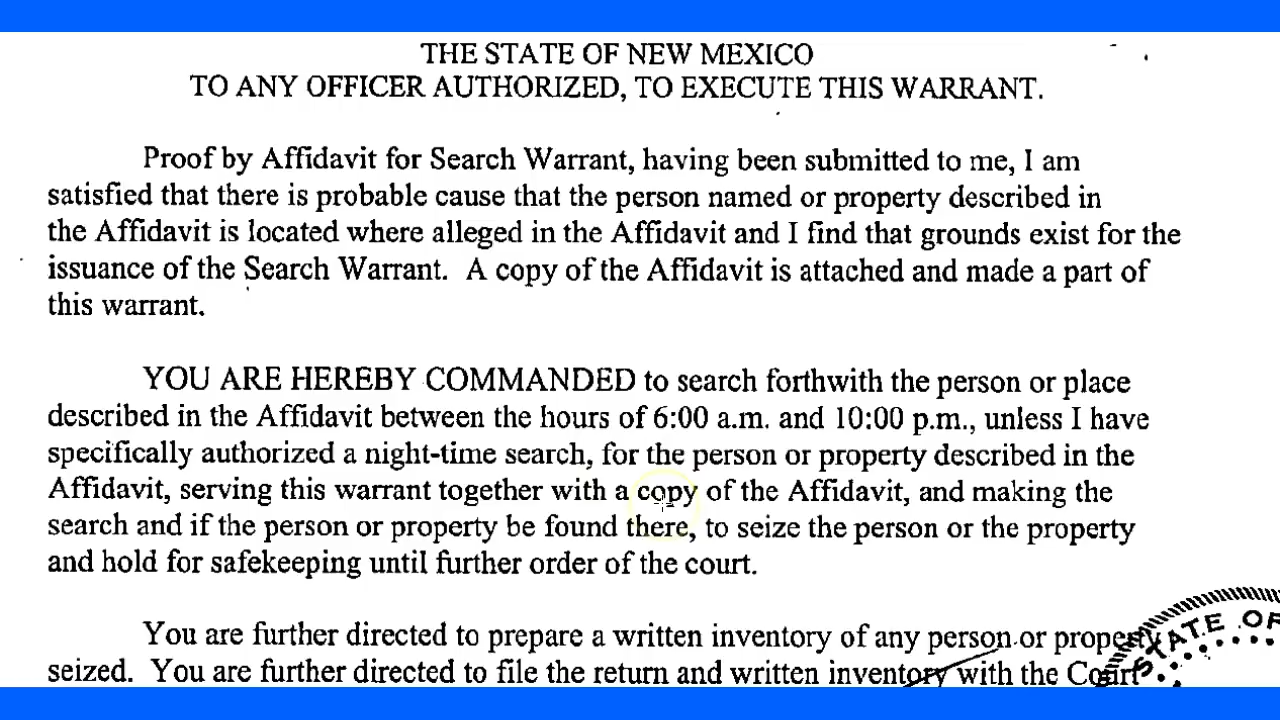 THE STATE OF NEW MEXICO
TO ANY OFFICER AUTHORIZED, TO EXECUTE THIS WARRANT.
Proof by Affidavit for Search Warrant, having been submitted to me, I am
satisfied that there is probable cause that the person named or property described in
the Affidavit is located where alleged in the Affidavit and I find that grounds exist for the
issuance of the Search Warrant. A copy of the Affidavit is attached and made a part of
this warrant.
YOU ARE HEREBY COMMANDED to search forthwith the person or place
described in the Affidavit between the hours of 6:00 a.m. and 10:00 p.m., unless I have
specifically authorized a night-time search, for the person or property described in the
Affidavit, serving this warrant together with a copy of the Affidavit, and making the
search and if the person or property be found there, to seize the person or the property
and hold for safekeeping until further order of the court.
You are further directed to prepare a written inventory of any person or property
seized. You are further directed to file the return and written inventory with the Court
STATE OF